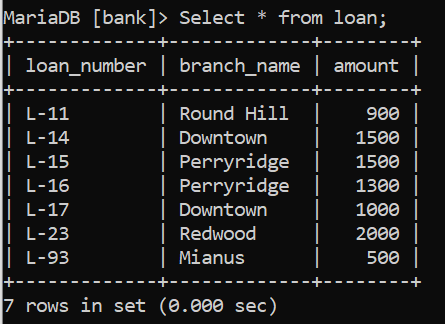 MariaDB [bank]> Select * from loan;
+-------------+-------------+--------+
| loan_number | branch_name | amount |
+-------------+-------------+--------+
| L-11        | Round Hill  |    900 |
| L-14        | Downtown    |   1500 |
| L-15        | Perryridge  |   1500 |
| L-16        | Perryridge  |   1300 |
| L-17        | Downtown    |   1000 |
| L-23        | Redwood     |   2000 |
| L-93        | Mianus      |    500 |
+-------------+-------------+--------+
7 rows in set (0.000 sec)